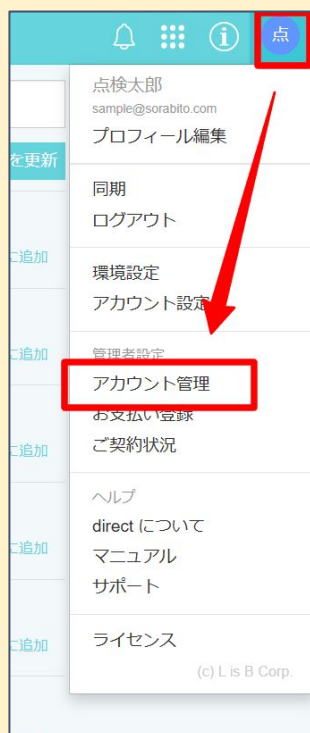 点
点検太郎
sample@sorabito.com
プロフィール編集
を更新
同期
ログアウト
に追加
環境設定
アカウント設定
管理者設定
に追加
アカウント管理
お支払い登録
ご契約状況
に追加
ヘルプ
direct について
マニュアル
に追加
サポート
ライセンス
に追加
(c) L is B Corp.